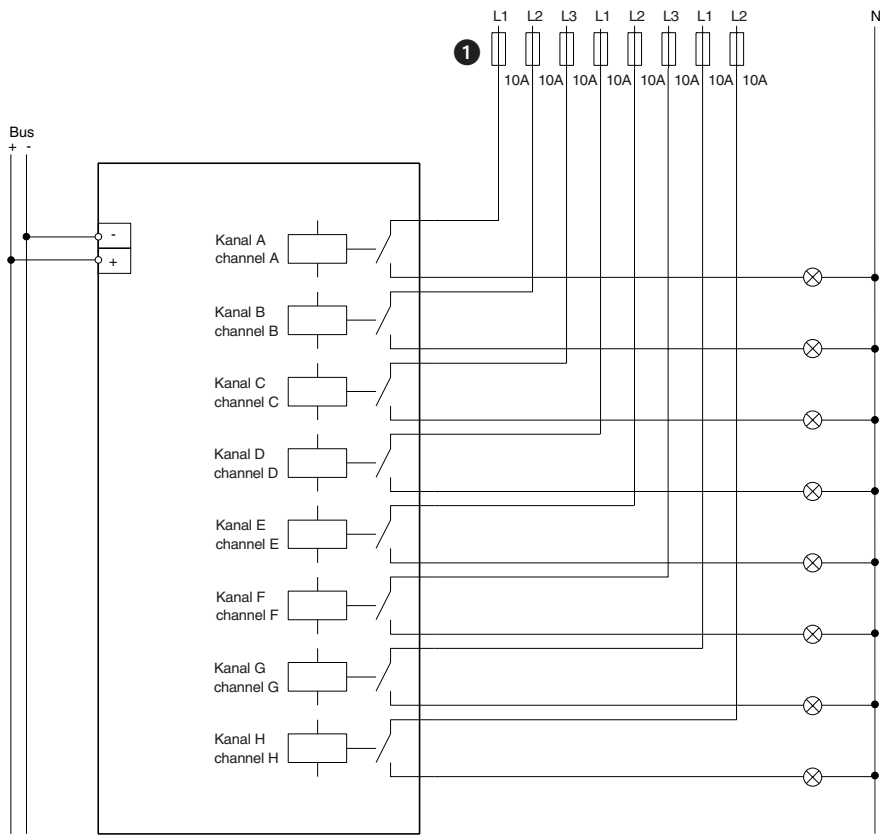 L1 L2 L3 L1 L2 L3 L1 L2 N
1
10A 10A 10A 10A 10A 10A 10A 10A
Bus
+ -
-
+
Kanal A
channel A
Kanal B
channel B
Kanal C
channel C
Kanal D
channel D
Kanal E
channel E
Kanal F
channel F
Kanal G
channel G
Kanal H
channel H